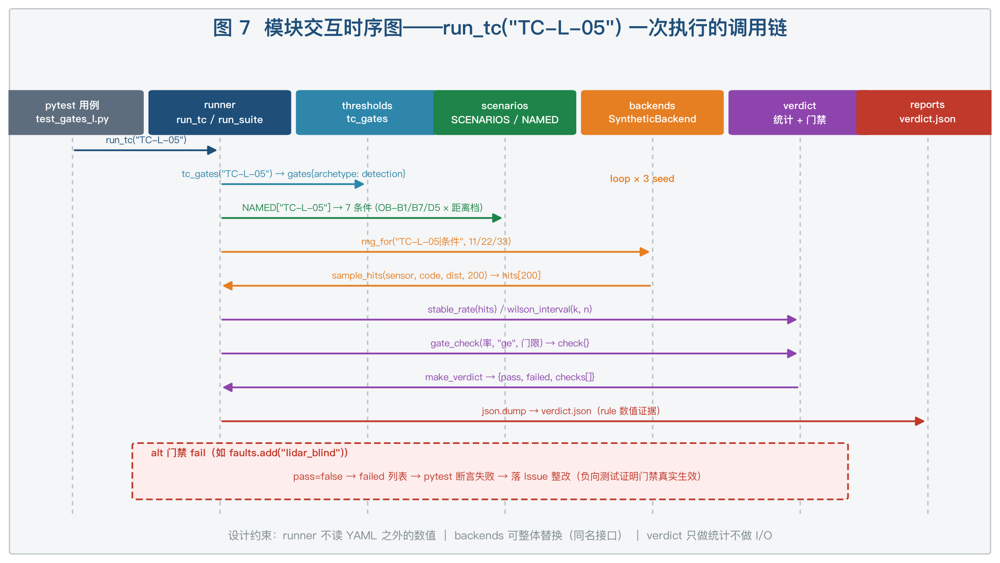 图 7 模块交互时序图——run_tc("TC-L-05") 一次执行的调用链
pytest 用例
test_gates_l.py
runner
run_tc / run_suite
thresholds
tc_gates
scenarios
SCENARIOS / NAMED
backends
SyntheticBackend
verdict
统计 + 门禁
reports
verdict.json
run_tc("TC-L-05")
tc_gates("TC-L-05") → gates{archetype: detection}
loop × 3 seed
NAMED["TC-L-05"] → 7 条件 (OB-B1/B7/D5 × 距离档)
rng_for("TC-L-05|条件", 11/22/33)
sample_hits(sensor, code, dist, 200) → hits[200]
stable_rate(hits) / wilson_interval(k, n)
gate_check(率, "ge", 门限) → check{}
make_verdict → {pass, failed, checks[]}
json.dump → verdict.json（rule 数值证据）
alt 门禁 fail（如 faults.add("lidar_blind")）
pass=false → failed 列表 → pytest 断言失败 → 落 Issue 整改（负向测试证明门禁真实生效）
设计约束：runner 不读 YAML 之外的数值 | backends 可整体替换（同名接口） | verdict 只做统计不做 I/O